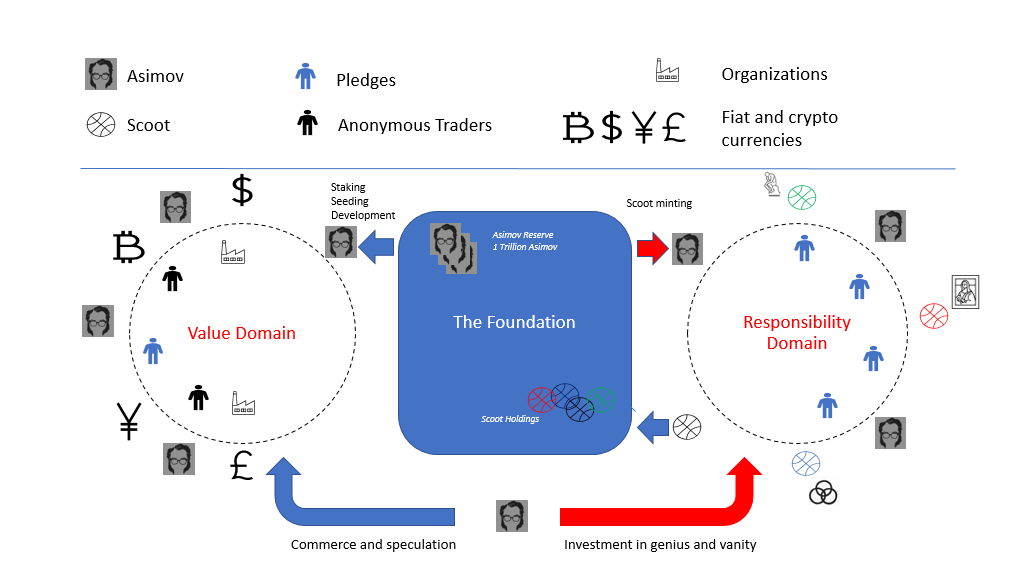 Asimov
Pledges
Organizations
Scoot
Anonymous Traders
Fiat and crypto
currencies
Staking
Seeding
Development
Scoot minting
Asimov Reserve
1 Trillion Asimov
The Foundation
Value Domain
Responsibility
Domain
Scoot Holdings
Commerce and speculation
Investment in genius and vanity